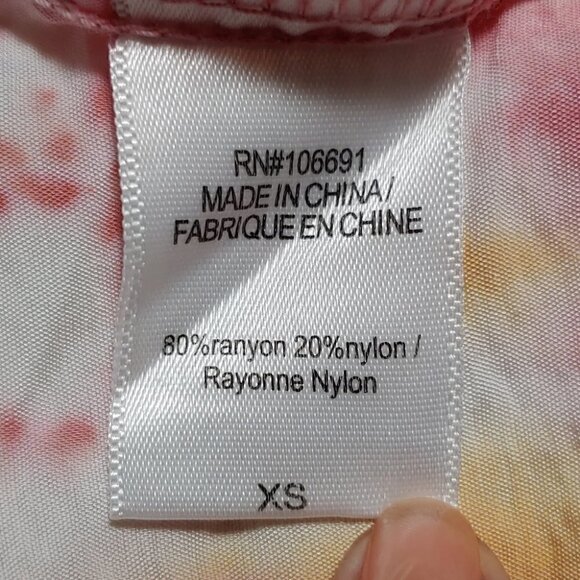 RN#106691
MADE IN CHINA/
FABRIQUE EN CHINE
80%ranyon 20%nylon /
Rayonne Nylon
XS